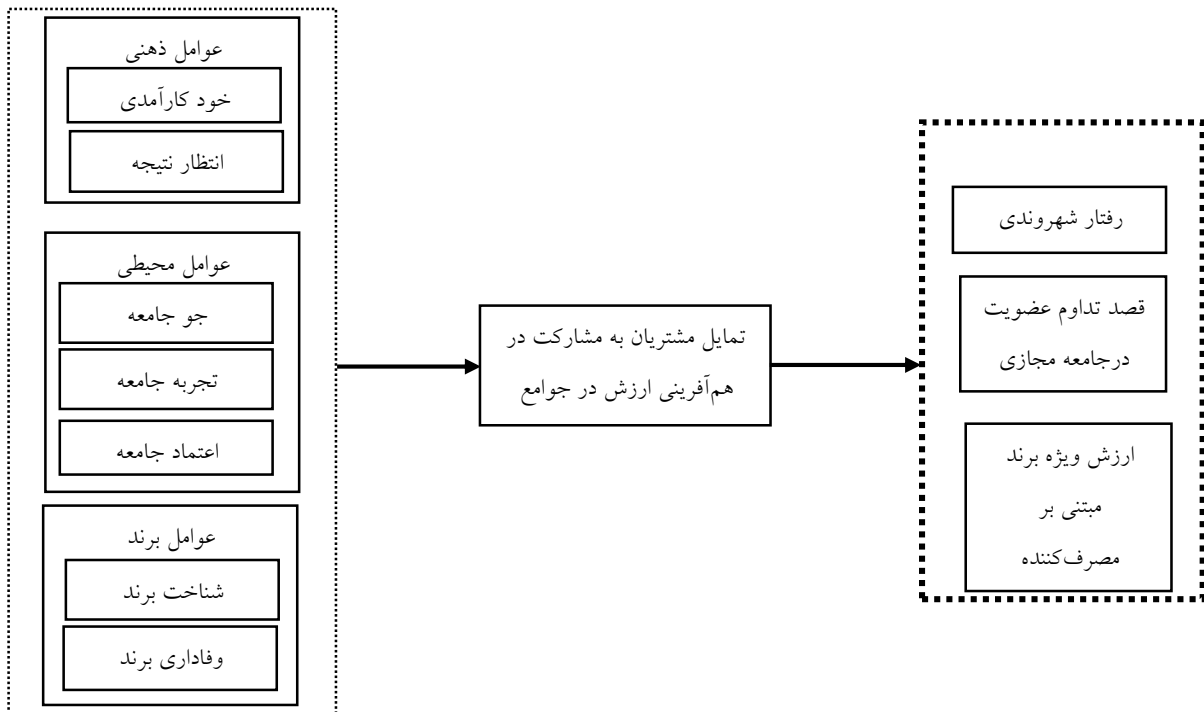 عوامل ذهنی
خود کارآمدی
انتظار نتیجه
عوامل محیطی
جو جامعه
تجربه جامعه
اعتماد جامعه
عوامل برند
شناخت برند
وفاداری برند
تمایل مشتریان به مشارکت در
هم‌آفرینی ارزش در جوامع
رفتار شهروندی
قصد تداوم عضویت
درجامعه مجازی
ارزش ویژه برند
مبتنی بر
مصرف‌کننده